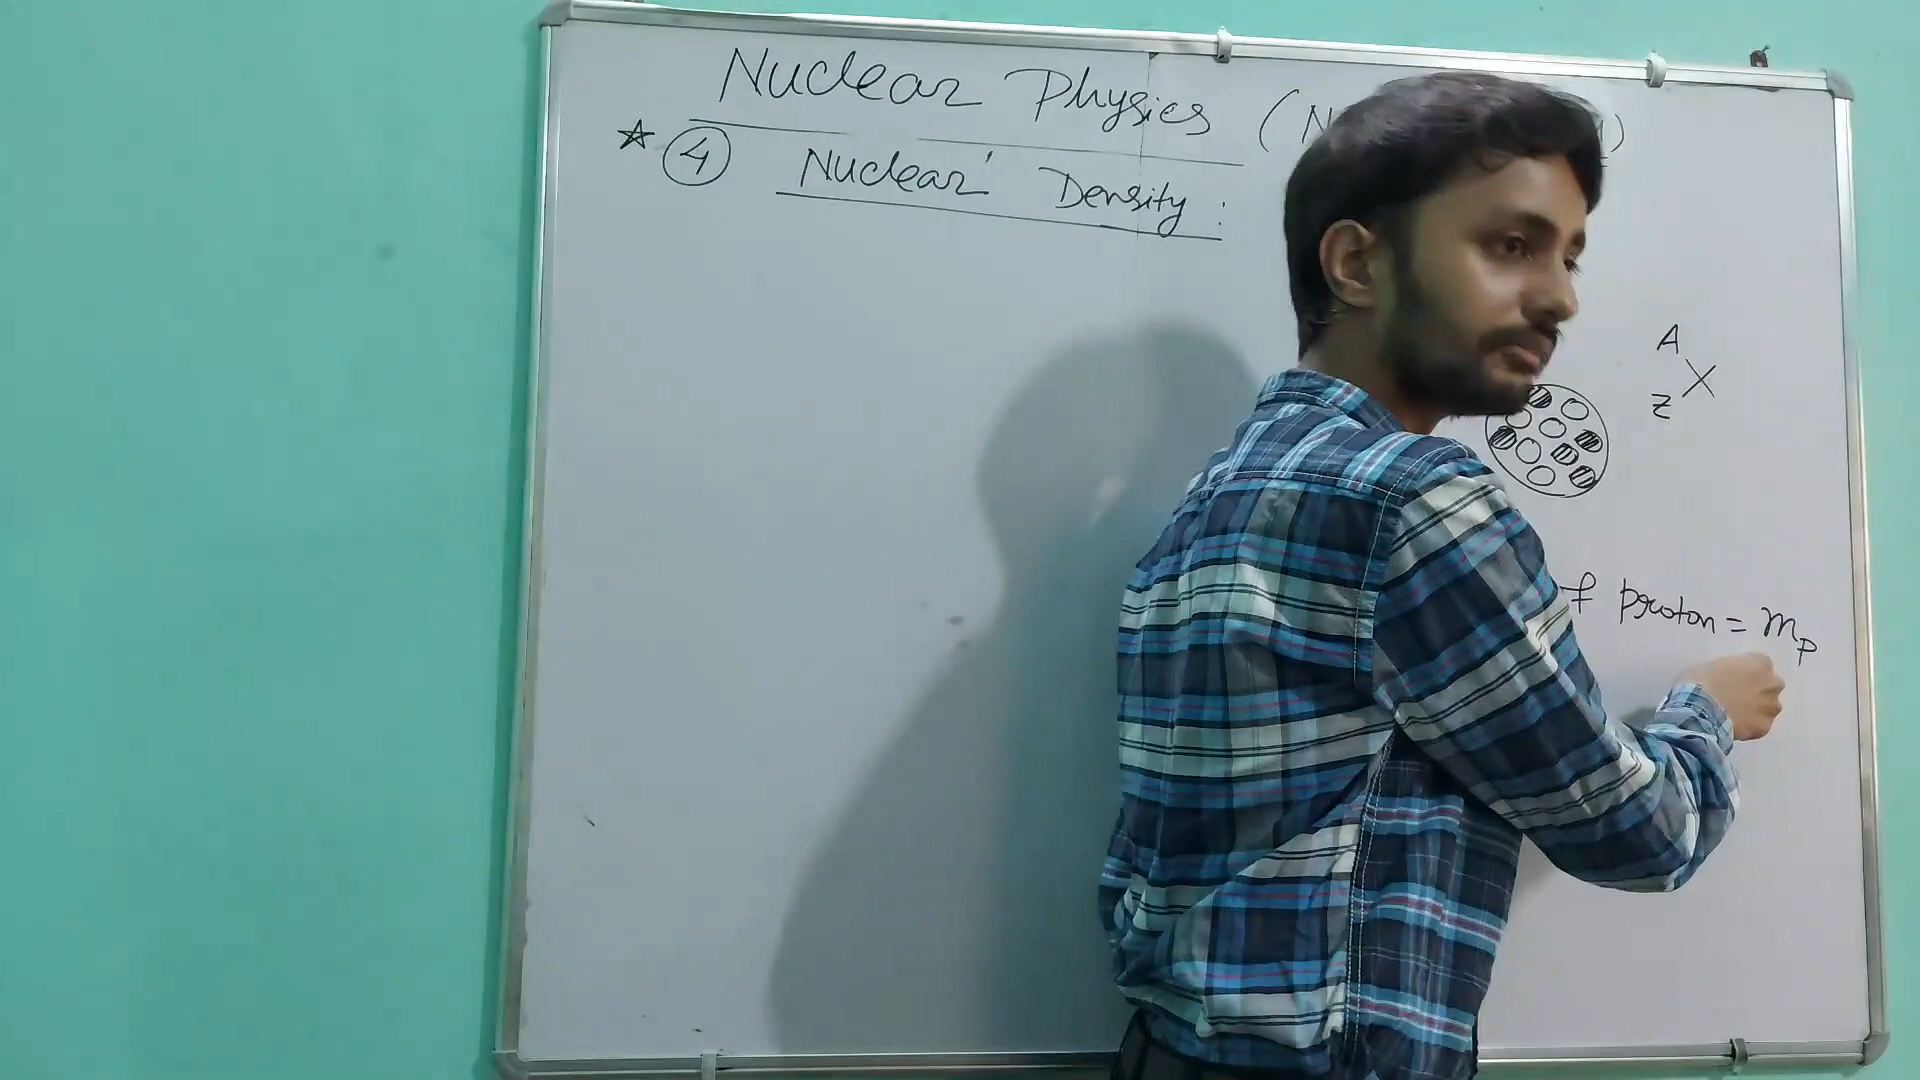 Nuclear Physics (N
★ ④ Nuclear Density :
A
X
Z
f proton = mₚ